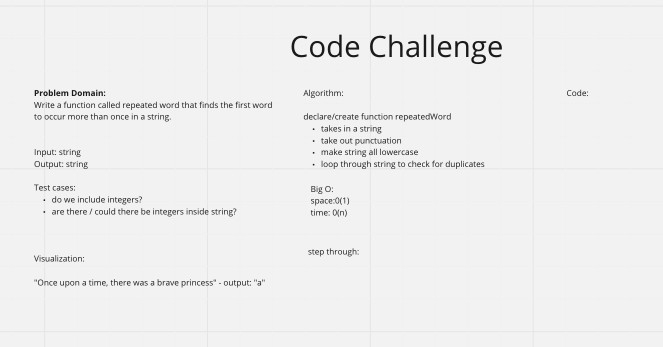 Code Challenge
Problem Domain:
Write a function called repeated word that finds the first word
to occur more than once in a string.
Input: string
Output: string
Test cases:
• do we include integers?
• are there / could there be integers inside string?
Visualization:
"Once upon a time, there was a brave princess" - output: "a"
Algorithm:
declare/create function repeatedWord
• takes in a string
• take out punctuation
• make string all lowercase
• loop through string to check for duplicates
Big O:
space:0(1)
time: 0(n)
step through:
Code: